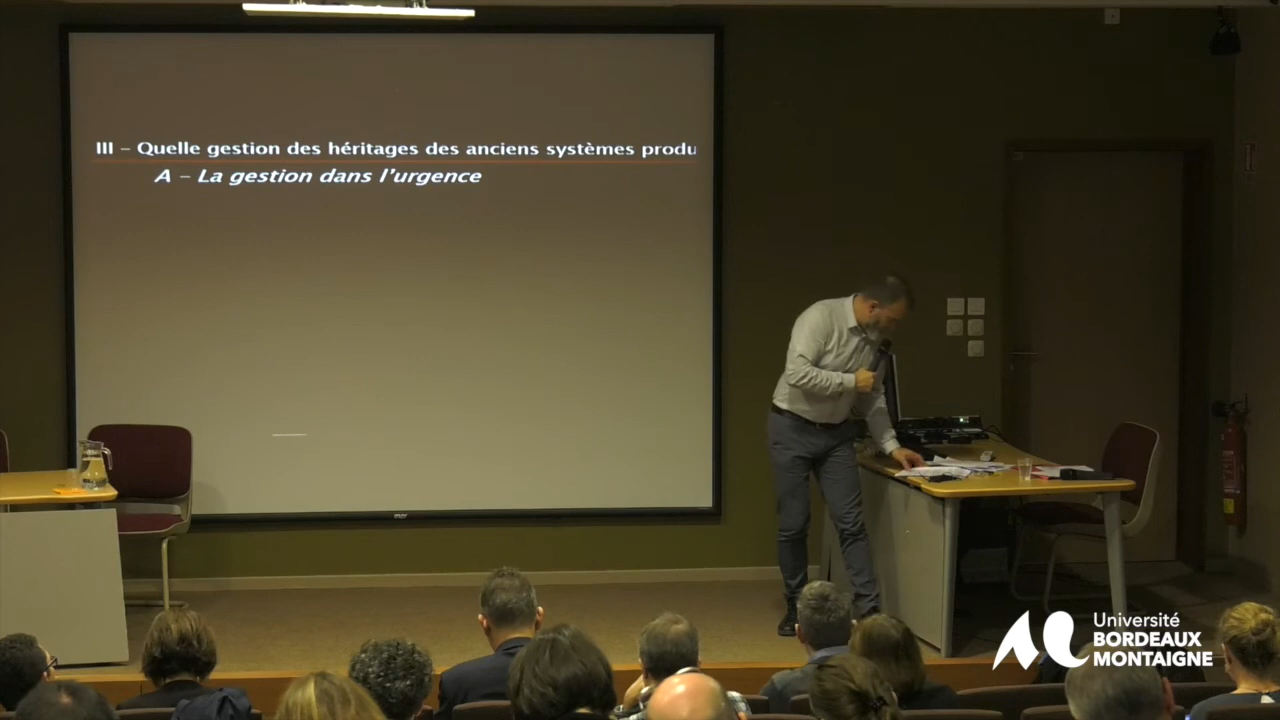 III – Quelle gestion des héritages des anciens systèmes produ
A – La gestion dans l'urgence
Université
BORDEAUX
MONTAIGNE